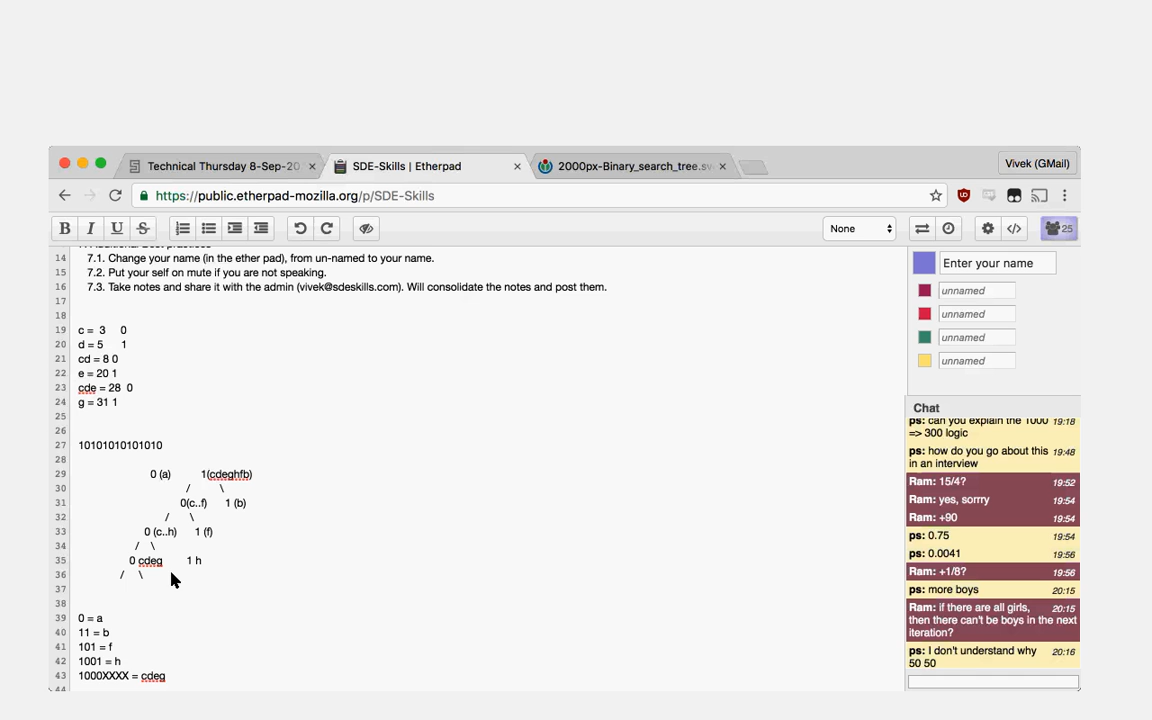 Technical Thursday 8-Sep-20
SDE-Skills | Etherpad
2000px-Binary_search_tree.sv
Vivek (GMail)
https://public.etherpad-mozilla.org/p/SDE-Skills
B I U S
None
25
14 7.1. Change your name (in the ether pad), from un-named to your name.
15 7.2. Put your self on mute if you are not speaking.
16 7.3. Take notes and share it with the admin (vivek@sdeskills.com). Will consolidate the notes and post them.
17
18
19 c = 3 0
20 d = 5 1
21 cd = 8 0
22 e = 20 1
23 cde = 28 0
24 g = 31 1
25
26
27 10101010101010
28
29 0 (a) 1(cdeghfb)
30 / \
31 0(c..f) 1 (b)
32 / \
33 0 (c..h) 1 (f)
34 / \
35 0 cdeg 1 h
36 / \
37
38
39 0 = a
40 11 = b
41 101 = f
42 1001 = h
43 1000XXXX = cdeg
44
Enter your name
unnamed
unnamed
unnamed
unnamed
Chat
ps: can you explain the 1000 19:18
=> 300 logic
ps: how do you go about this 19:48
in an interview
Ram: 15/4? 19:52
Ram: yes, sorrry 19:54
Ram: +90 19:54
ps: 0.75 19:54
ps: 0.0041 19:56
Ram: +1/8? 19:56
ps: more boys 20:15
Ram: if there are all girls, 20:15
then there can't be boys in the next
iteration?
ps: I don't understand why 20:16
50 50